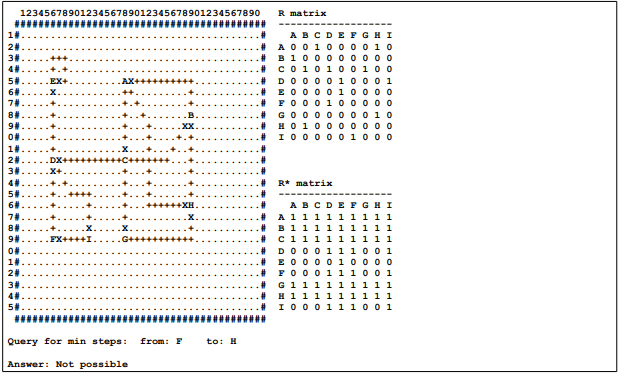 1234567890123456789012345678901234567890
#########################################
1#........................................#
2#........................................#
3#.....+++................................#
4#.....+.+................................#
5#.....EX+.........AX++++++++++...........#
6#.....X...........++.........+...........#
7#.....+...........+.+........+...........#
8#.....+...........+..+.......B...........#
9#.....+...........+...+.....XX...........#
0#.....+...........+...+....+.+...........#
1#.....+...........X...+...+..+...........#
2#.....DX++++++++++C+++++++...+...........#
3#.....X+..........+...+......+...........#
4#.....+.+.........+...+......+...........#
5#.....+..++++.....+...+......+...........#
6#.....+.....+.....+...++++++XH...........#
7#.....+.....+.....+..........X...........#
8#.....+.....X.....X..........+...........#
9#.....FX++++I.....G+++++++++++...........#
0#........................................#
1#........................................#
2#........................................#
3#........................................#
4#........................................#
5#........................................#
#########################################
Query for min steps:  from: F    to: H
Answer: Not possible
R matrix
-------------------
A B C D E F G H I
A 0 0 1 0 0 0 0 1 0
B 1 0 0 0 0 0 0 0 0
C 0 1 0 1 0 0 1 0 0
D 0 0 0 0 1 0 0 0 1
E 0 0 0 0 1 0 0 0 0
F 0 0 0 1 0 0 0 0 0
G 0 0 0 0 0 0 0 1 0
H 0 1 0 0 0 0 0 0 0
I 0 0 0 0 0 1 0 0 0
R* matrix
-------------------
A B C D E F G H I
A 1 1 1 1 1 1 1 1 1
B 1 1 1 1 1 1 1 1 1
C 1 1 1 1 1 1 1 1 1
D 0 0 0 1 1 1 0 0 1
E 0 0 0 0 1 0 0 0 0
F 0 0 0 1 1 1 0 0 1
G 1 1 1 1 1 1 1 1 1
H 1 1 1 1 1 1 1 1 1
I 0 0 0 1 1 1 0 0 1